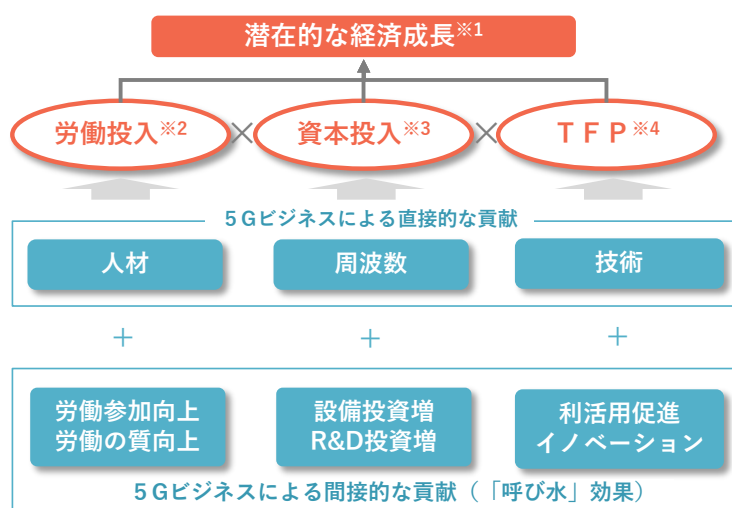 潜在的な経済成長※1
労働投入※2 × 資本投入※3 × ＴＦＰ※4
５Gビジネスによる直接的な貢献
人材 周波数 技術
＋ ＋ ＋
労働参加向上 設備投資増 利活用促進
労働の質向上 R&D投資増 イノベーション
５Gビジネスによる間接的な貢献（「呼び水」効果）